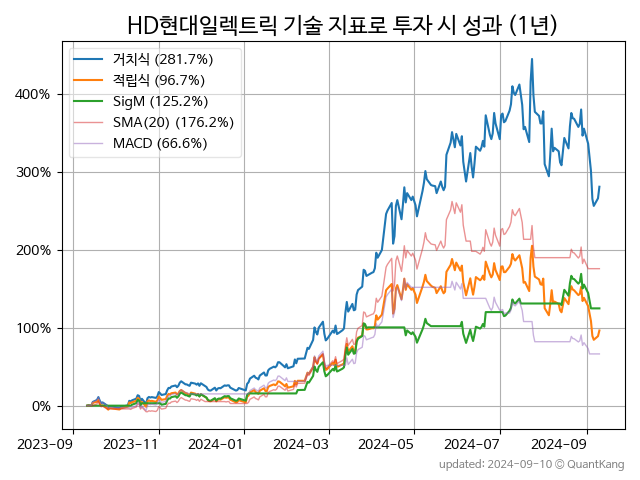 HD현대일렉트릭 기술 지표로 투자 시 성과 (1년)
거치식 (281.7%)
적립식 (96.7%)
SigM (125.2%)
SMA(20) (176.2%)
MACD (66.6%)
400%
300%
200%
100%
0%
2023-09 2023-11 2024-01 2024-03 2024-05 2024-07 2024-09
updated: 2024-09-10 © QuantKang